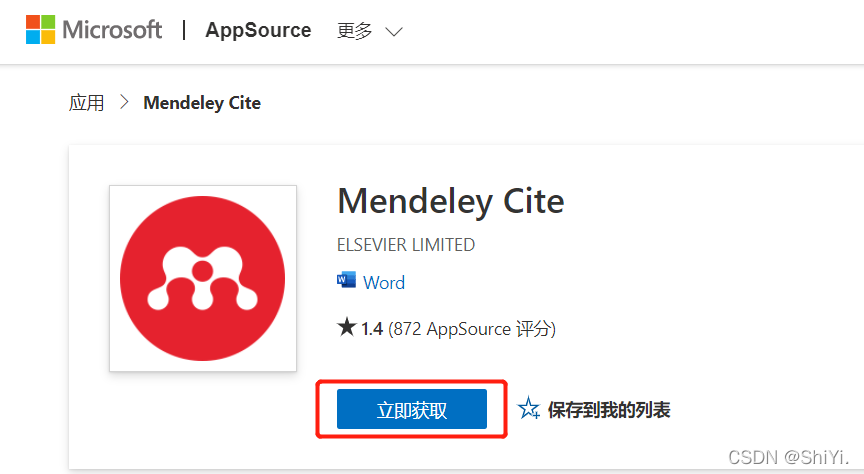 Microsoft | AppSource 更多
应用 > Mendeley Cite
Mendeley Cite
ELSEVIER LIMITED
Word
★ 1.4 (872 AppSource 评分)
立即获取 保存到我的列表
CSDN @ShiYi.